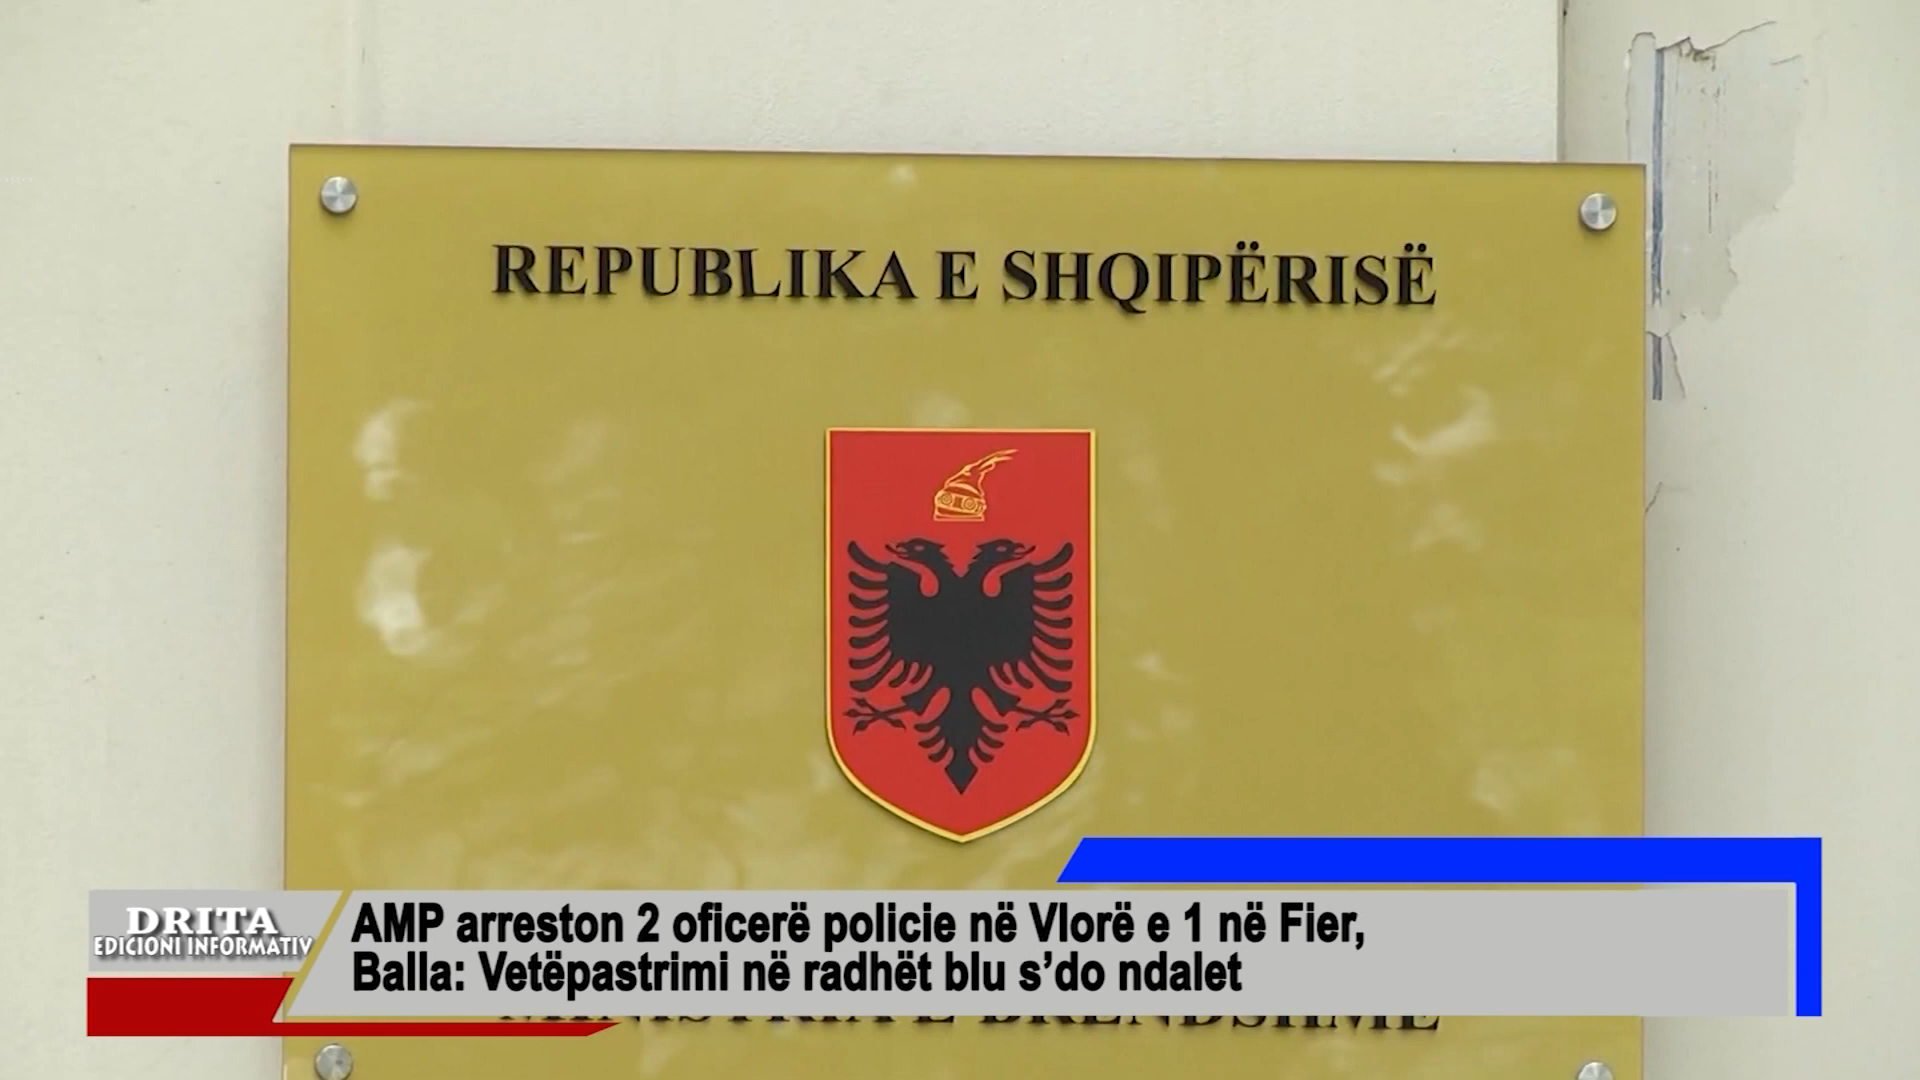 REPUBLIKA E SHQIPËRISË
DRITA
EDICIONI INFORMATIV
AMP arreston 2 oficerë policie në Vlorë e 1 në Fier,
Balla: Vetëpastrimi në radhët blu s’do ndalet